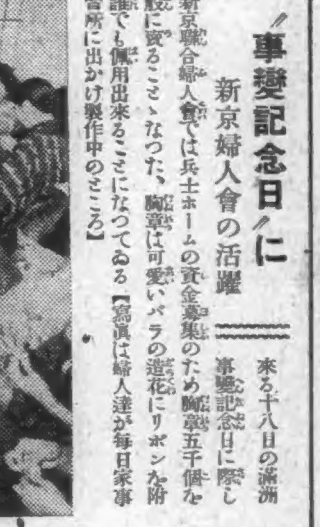 〃事變記念日〃に
新京婦人會の活躍
來る十八日の滿洲
事變記念日に際し
新京聯合婦人會では兵士ホームの資金募集のため胸章五千個を
般に賣ることゝなつた、胸章は可愛いバラの造花にリボンを附
誰でも佩用出來ることになつてゐる【寫眞は婦人達が毎日家事
習所に出かけ製作中のところ】